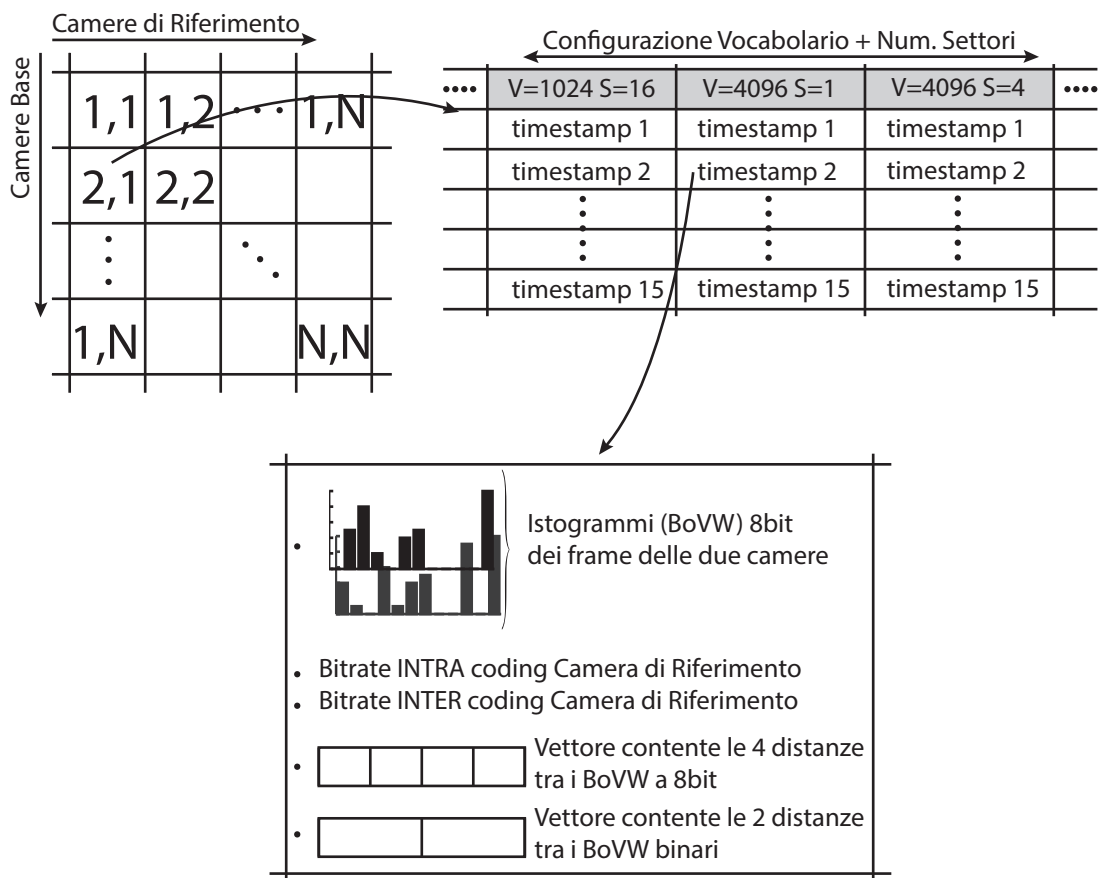 Camere di Riferimento
Camere Base
1,1 1,2 1,N
2,1 2,2
1,N N,N
Configurazione Vocabolario + Num. Settori
V=1024 S=16 V=4096 S=1 V=4096 S=4
timestamp 1 timestamp 1 timestamp 1
timestamp 2 timestamp 2 timestamp 2
timestamp 15 timestamp 15 timestamp 15
Istogrammi (BoVW) 8bit
dei frame delle due camere
Bitrate INTRA coding Camera di Riferimento
Bitrate INTER coding Camera di Riferimento
Vettore contente le 4 distanze
tra i BoVW a 8bit
Vettore contente le 2 distanze
tra i BoVW binari